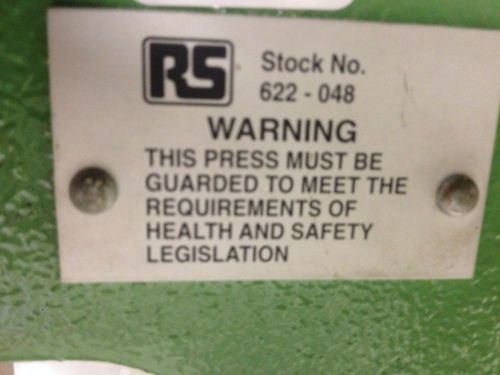 RS
Stock No.
622 - 048
WARNING
THIS PRESS MUST BE
GUARDED TO MEET THE
REQUIREMENTS OF
HEALTH AND SAFETY
LEGISLATION